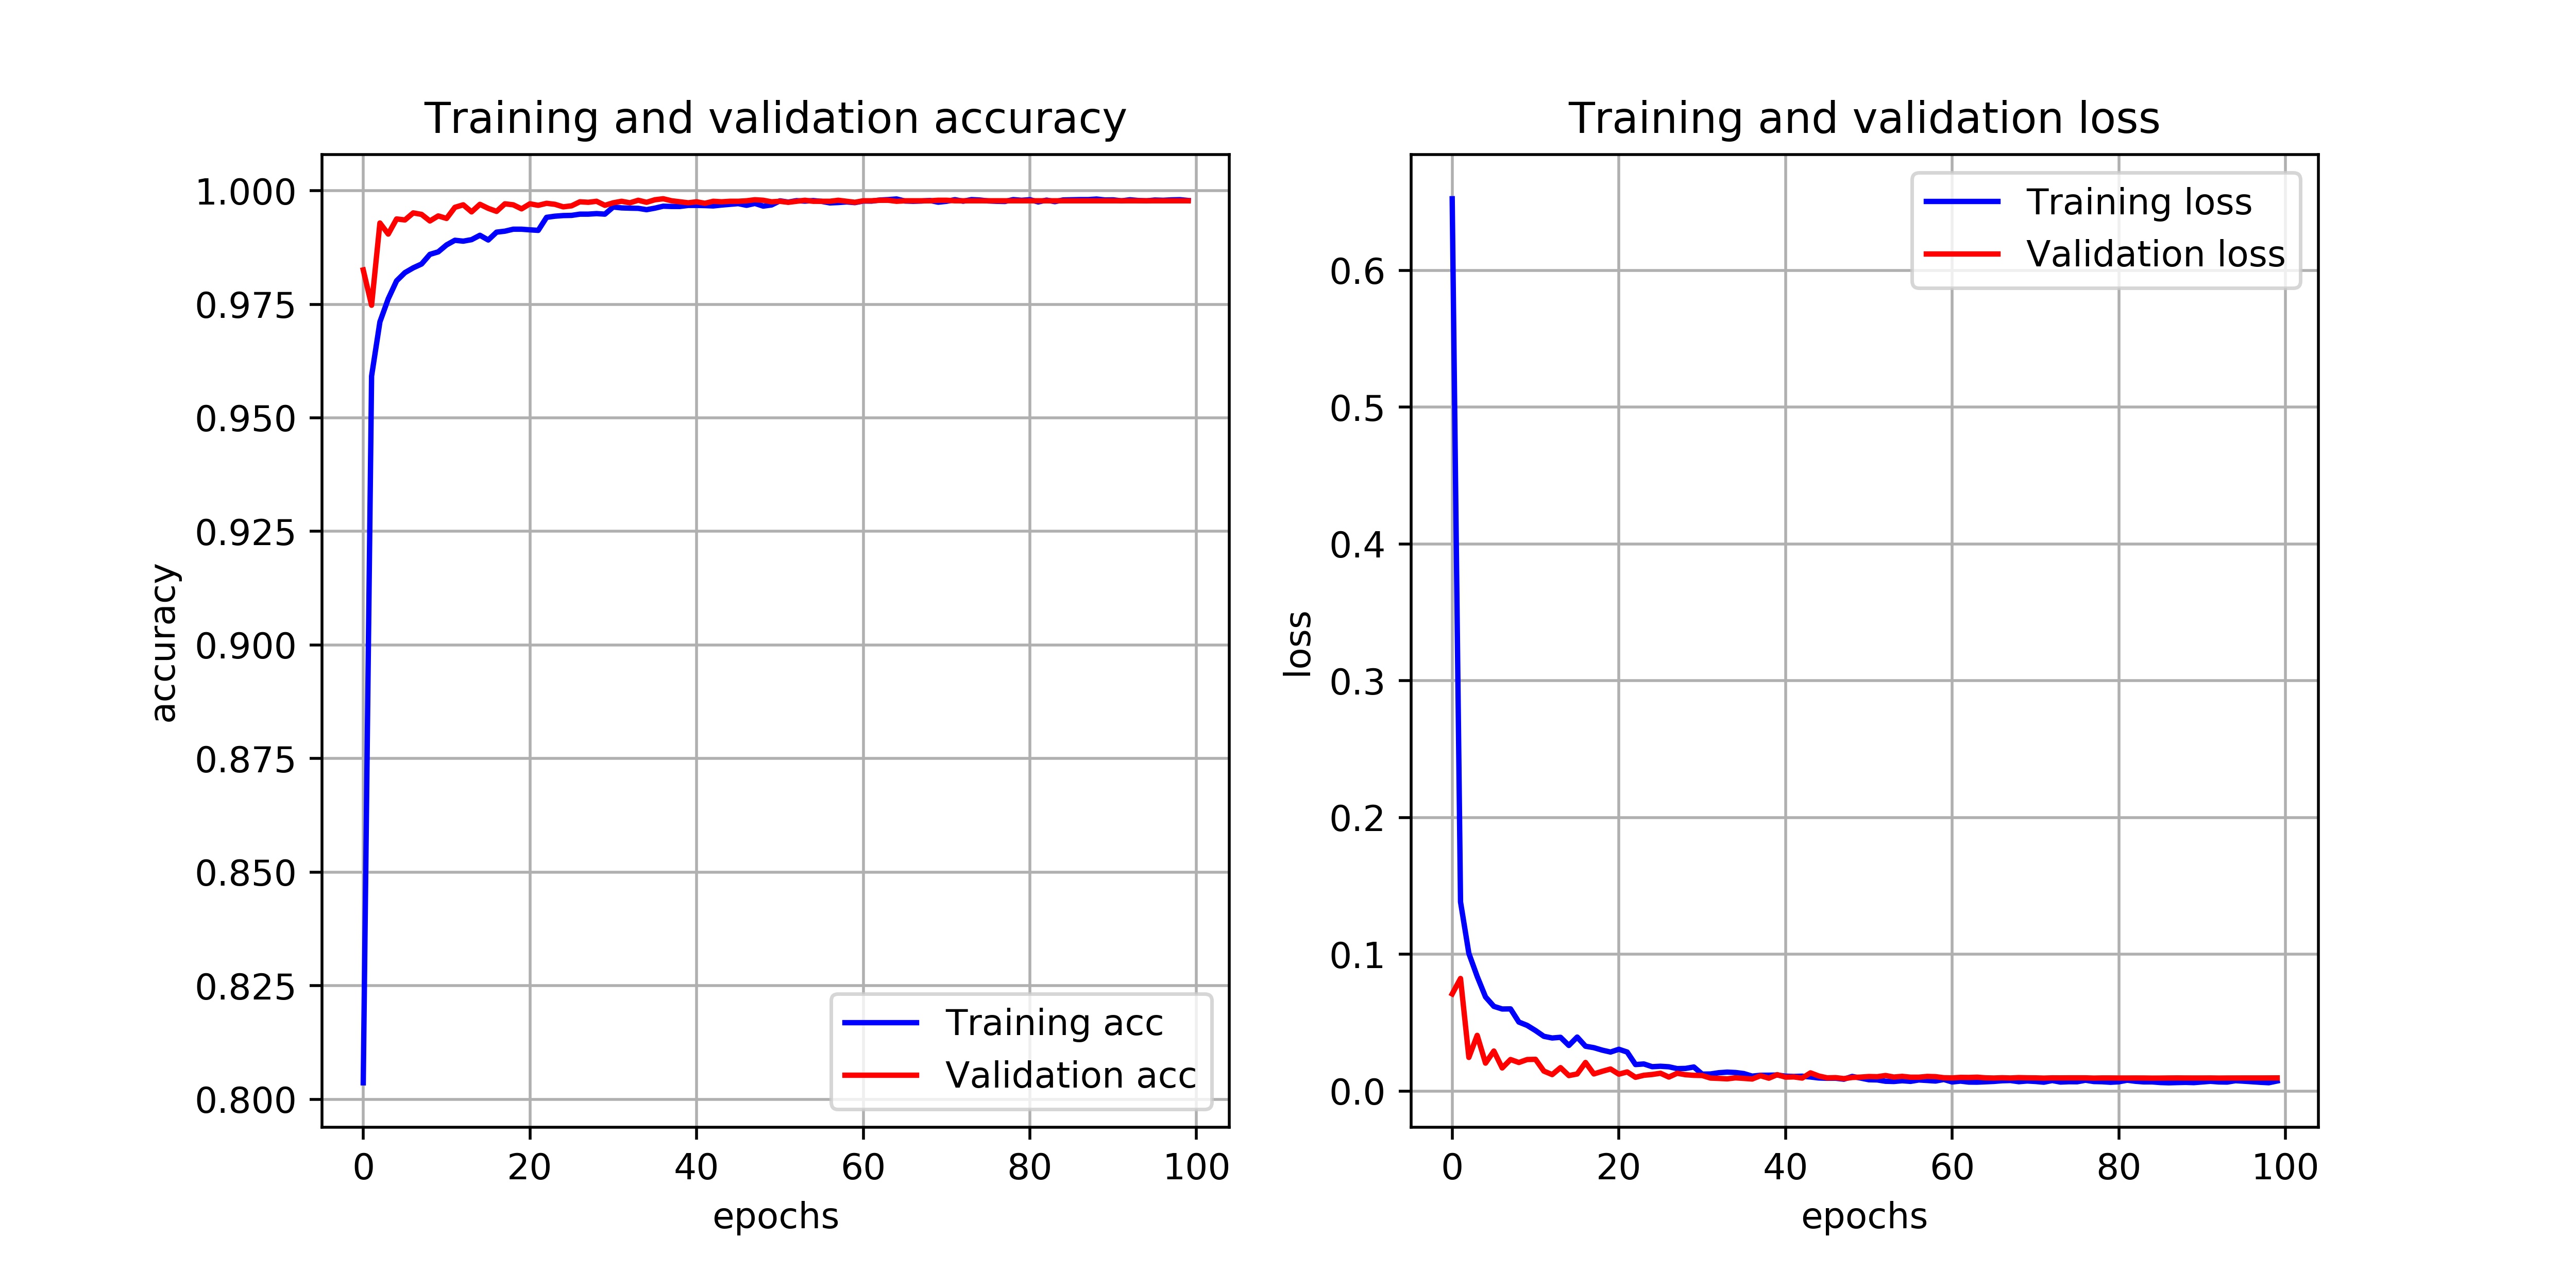 Training and validation accuracy
1.000
0.975
0.950
0.925
0.900
0.875
0.850
0.825
0.800
accuracy
Training acc
Validation acc
0 20 40 60 80 100
epochs
Training and validation loss
Training loss
Validation loss
0.6
0.5
0.4
0.3
0.2
0.1
0.0
loss
0 20 40 60 80 100
epochs